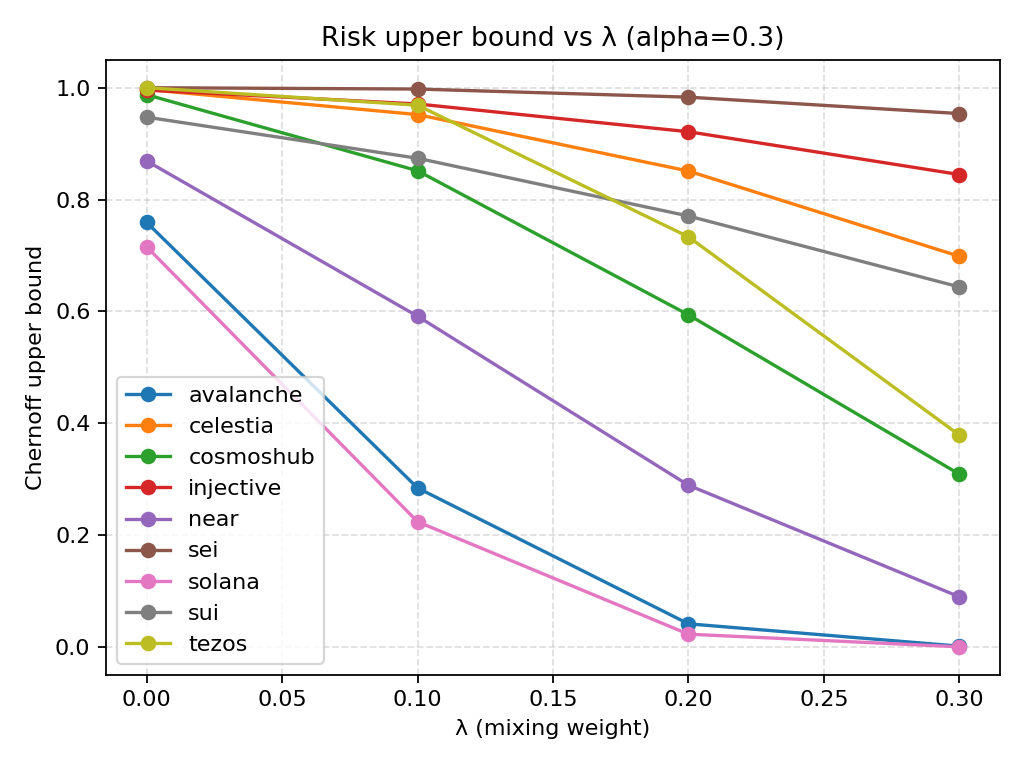 Risk upper bound vs λ (alpha=0.3)
Chernoff upper bound
1.0
0.8
0.6
0.4
0.2
0.0
avalanche
celestia
cosmoshub
injective
near
sei
solana
sui
tezos
0.00 0.05 0.10 0.15 0.20 0.25 0.30
λ (mixing weight)